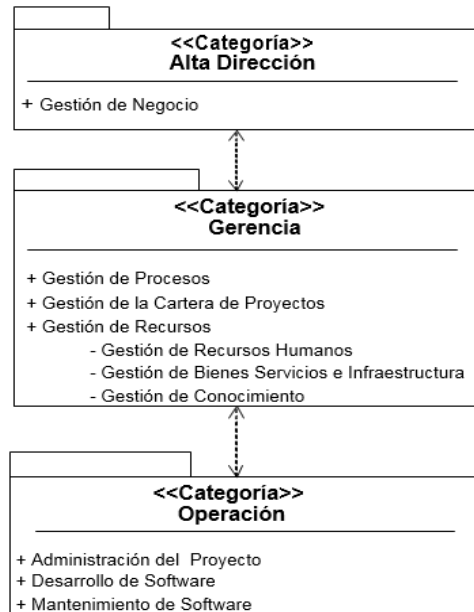 <<Categoría>>
Alta Dirección
+ Gestión de Negocio
<<Categoría>>
Gerencia
+ Gestión de Procesos
+ Gestión de la Cartera de Proyectos
+ Gestión de Recursos
- Gestión de Recursos Humanos
- Gestión de Bienes Servicios e Infraestructura
- Gestión de Conocimiento
<<Categoría>>
Operación
+ Administración del Proyecto
+ Desarrollo de Software
+ Mantenimiento de Software